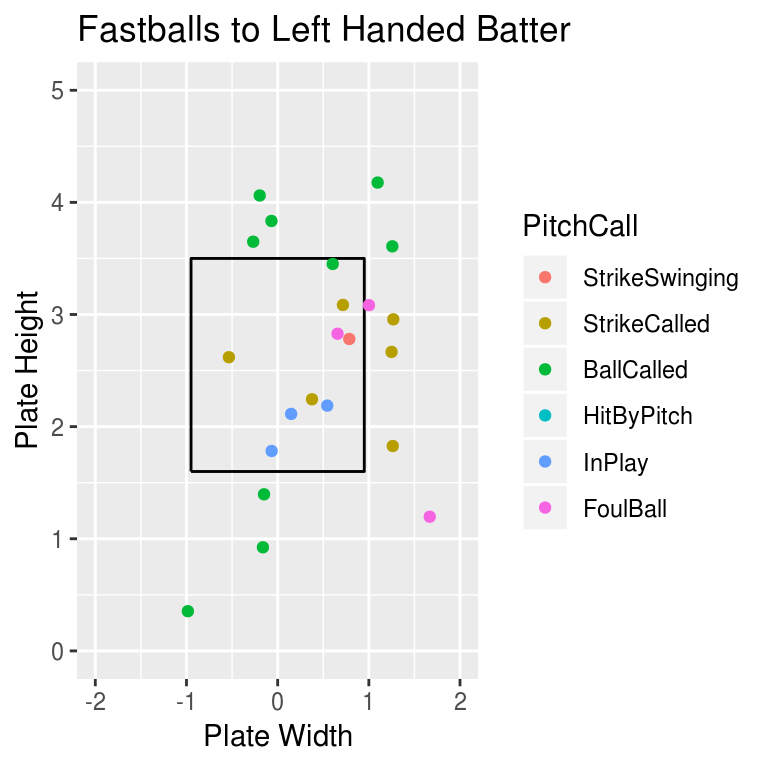 Fastballs to Left Handed Batter
5
4
3
2
1
0
-2 -1 0 1 2
Plate Height
Plate Width
PitchCall
StrikeSwinging
StrikeCalled
BallCalled
HitByPitch
InPlay
FoulBall